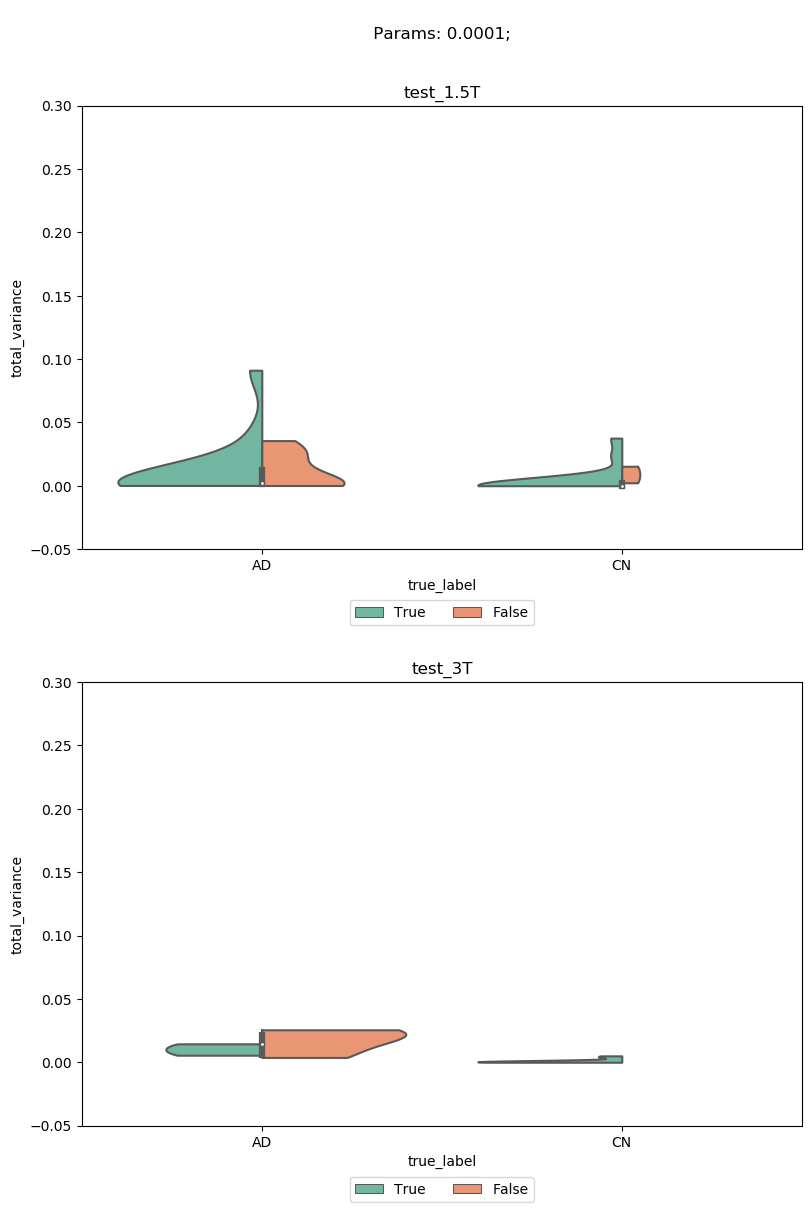 Params: 0.0001;
test_1.5T
0.30
0.25
0.20
0.15
0.10
0.05
0.00
−0.05
total_variance
AD CN
true_label
True False
test_3T
0.30
0.25
0.20
0.15
0.10
0.05
0.00
−0.05
total_variance
AD CN
true_label
True False